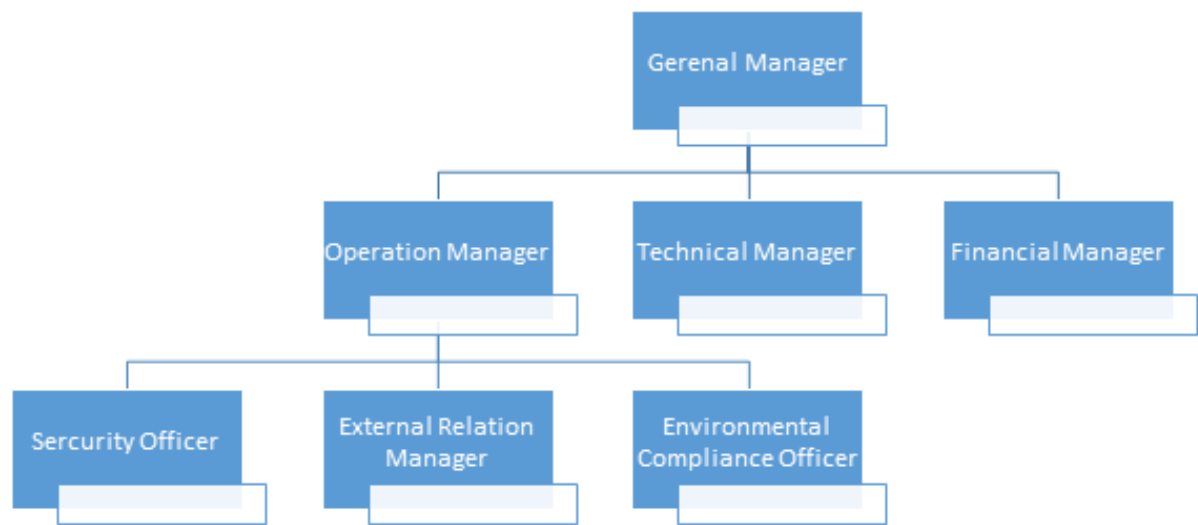 Gerenal Manager
Operation Manager
Technical Manager
Financial Manager
Sercurity Officer
External Relation
Manager
Environmental
Compliance Officer